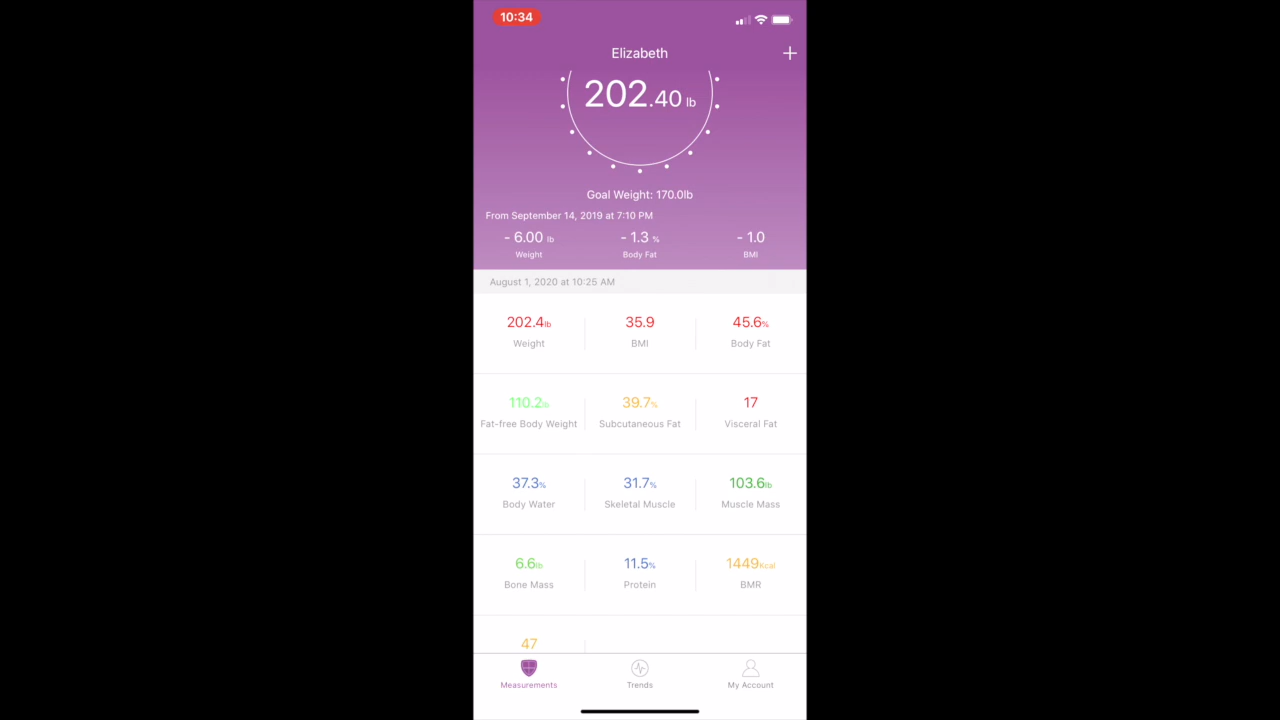 10:34
Elizabeth
+
202.40 lb
Goal Weight: 170.0lb
From September 14, 2019 at 7:10 PM
- 6.00 lb - 1.3 % - 1.0
Weight Body Fat BMI
August 1, 2020 at 10:25 AM
202.4lb 35.9 45.6%
Weight BMI Body Fat
110.2lb 39.7% 17
Fat-free Body Weight Subcutaneous Fat Visceral Fat
37.3% 31.7% 103.6lb
Body Water Skeletal Muscle Muscle Mass
6.6lb 11.5% 1449Kcal
Bone Mass Protein BMR
47
Measurements Trends My Account